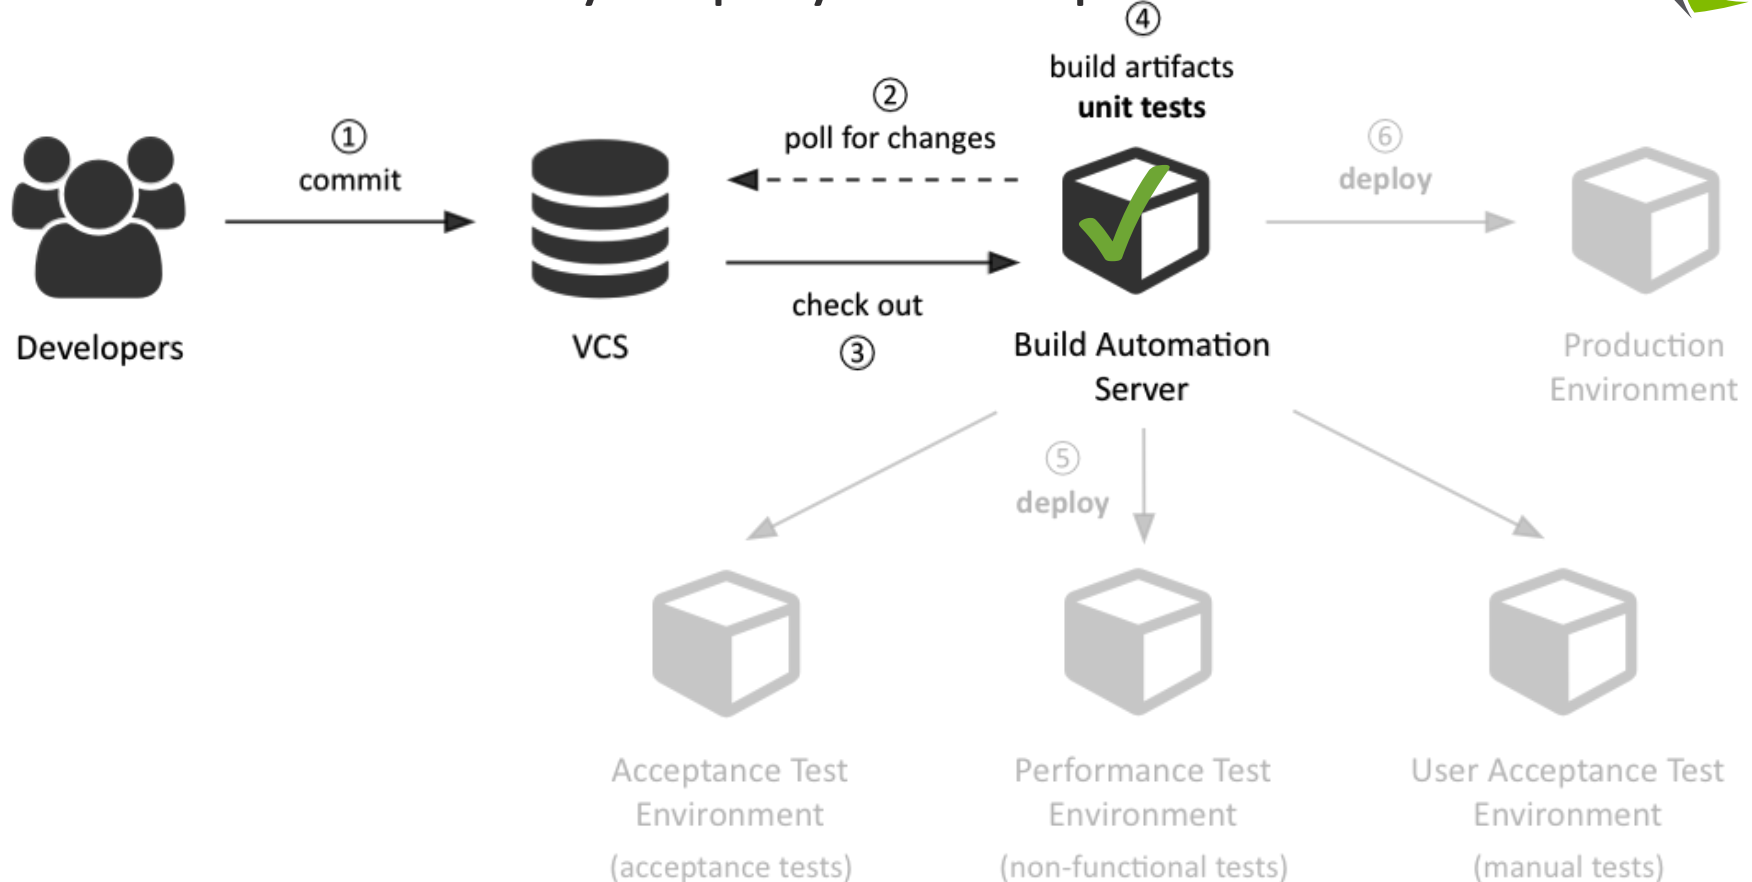 ④
build artifacts
unit tests
②
poll for changes
①
commit
⑥
deploy
check out
③
Developers
VCS
Build Automation
Server
Production
Environment
⑤
deploy
Acceptance Test
Environment
(acceptance tests)
Performance Test
Environment
(non-functional tests)
User Acceptance Test
Environment
(manual tests)